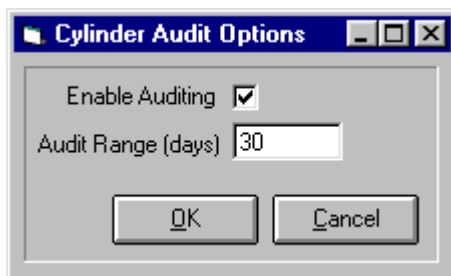 Cylinder Audit Options
Enable Auditing
Audit Range (days) 30
OK Cancel